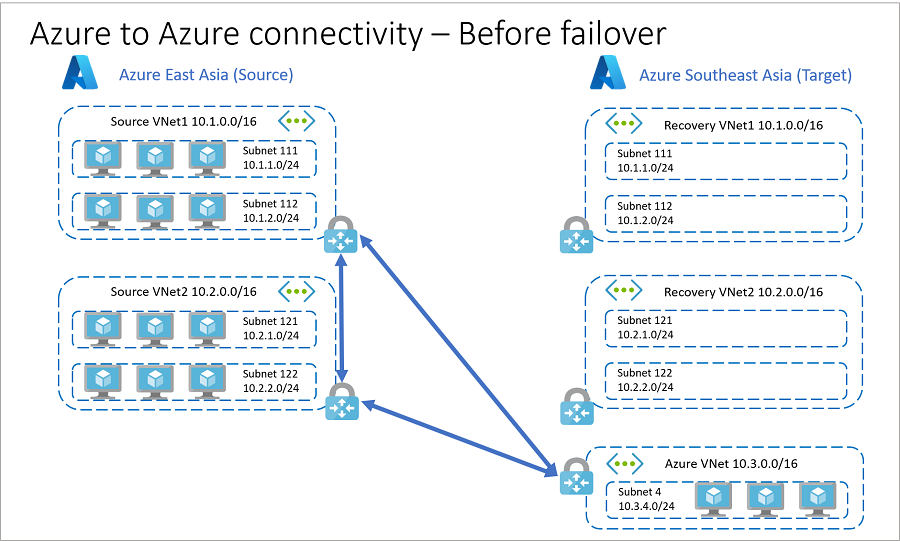 Azure to Azure connectivity – Before failover
Azure East Asia (Source)
Source VNet1 10.1.0.0/16
Subnet 111
10.1.1.0/24
Subnet 112
10.1.2.0/24
Source VNet2 10.2.0.0/16
Subnet 121
10.2.1.0/24
Subnet 122
10.2.2.0/24
Azure Southeast Asia (Target)
Recovery VNet1 10.1.0.0/16
Subnet 111
10.1.1.0/24
Subnet 112
10.1.2.0/24
Recovery VNet2 10.2.0.0/16
Subnet 121
10.2.1.0/24
Subnet 122
10.2.2.0/24
Azure VNet 10.3.0.0/16
Subnet 4
10.3.4.0/24